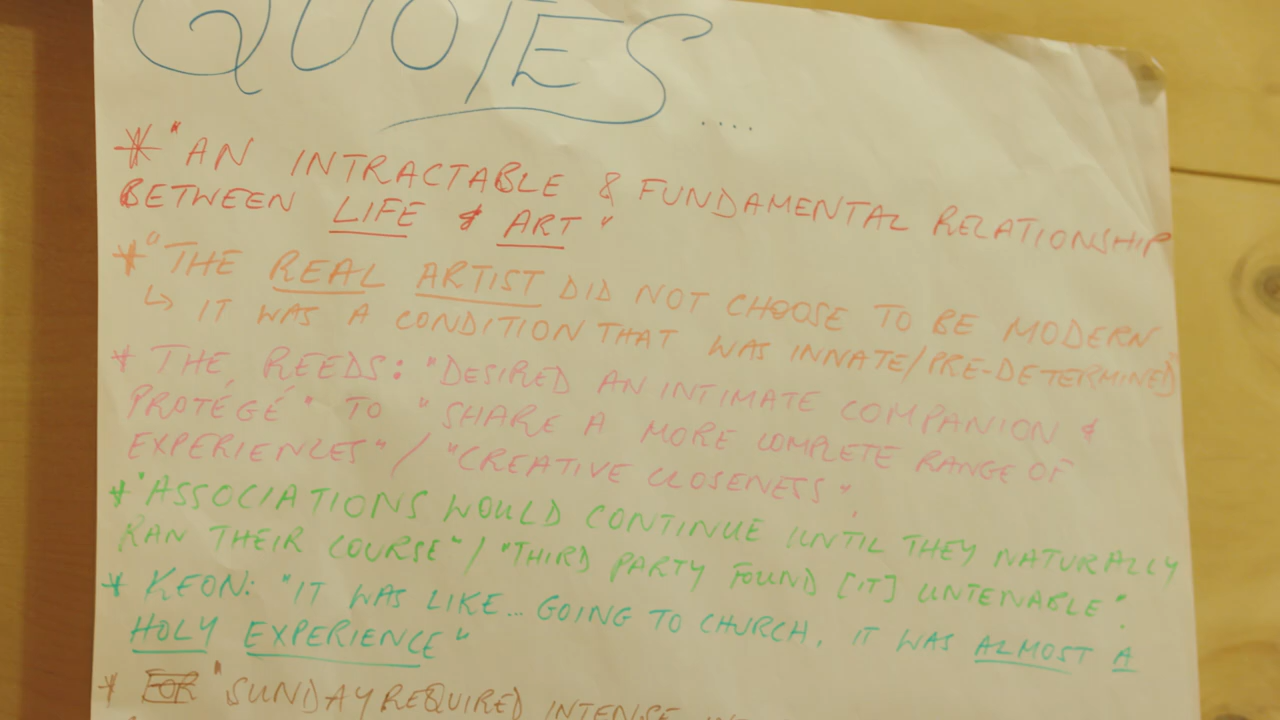 QUOTES....
* "AN INTRACTABLE & FUNDAMENTAL RELATIONSHIP
BETWEEN LIFE & ART"
* "THE REAL ARTIST DID NOT CHOOSE TO BE MODERN
↳ IT WAS A CONDITION THAT WAS INNATE/PRE-DETERMINED
* THE REEDS: "DESIRED AN INTIMATE COMPANION &
PROTÉGÉ" TO "SHARE A MORE COMPLETE RANGE OF
EXPERIENCES" / "CREATIVE CLOSENESS".
* "ASSOCIATIONS WOULD CONTINUE UNTIL THEY NATURALLY
RAN THEIR COURSE" / "THIRD PARTY FOUND [IT] UNTENABLE".
* KEON: "IT WAS LIKE... GOING TO CHURCH. IT WAS ALMOST A
HOLY EXPERIENCE"
* FOR "SUNDAY REQUIRED INTENSE